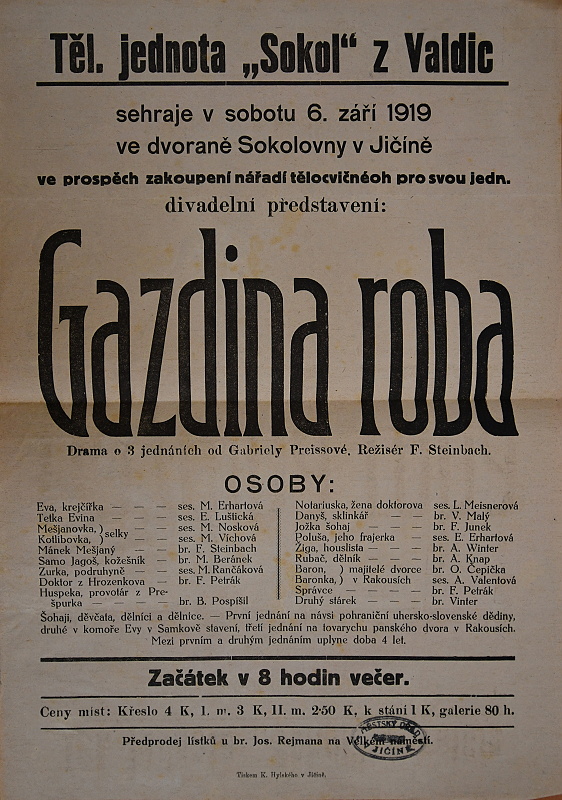 Těl. jednota „Sokol“ z Valdic
sehraje v sobotu 6. září 1919
ve dvoraně Sokolovny v Jičíně
ve prospěch zakoupení nářadí tělocvičnéoh pro svou jedn.
divadelní představení:
Gazdina roba
Drama o 3 jednáních od Gabriely Preissové. Režisér F. Steinbach.
OSOBY:
Eva, krejčířka — — — ses. M. Erhartová
Tetka Evina — — ses. E. Luštická
Mešjanovka, ) selky — — ses. M. Nosková
Kotlibovka, ) ses. M. Víchová
Mánek Mešjaný — — br. F. Steinbach
Samo Jagoš, kožešník — br. M. Beránek
Zurka, podruhyně — — ses. M. Rančáková
Doktor z Hrozenkova — br. F. Petrák
Huspeka, provotár z Pre-
špurka — — — br. B. Pospíšil
Notariuska, žena doktorova ses. L. Meisnerová
Danyš, sklinkář — — br. V. Malý
Jožka šohaj — — — br. F. Junek
Poluša, jeho frajerka — ses. E. Erhartová
Žiga, houslista — — br. A. Winter
Rubač, dělník — — br. A. Knap
Baron, ) majitelé dvorce br. O. Čepička
Baronka, ) v Rakousích ses. A. Valentová
Správce — — — br. F. Petrák
Druhý stárek — — br. Vinter
Šohaji, děvčata, dělníci a dělnice. — První jednání na návsi pohraniční uhersko-slovenské dědiny,
druhé v komoře Evy v Samkově stavení, třetí jednání na tovarychu panského dvora v Rakousích.
Mezi prvním a druhým jednáním uplyne doba 4 let.
Začátek v 8 hodin večer.
Ceny míst: Křeslo 4 K, I. m. 3 K, II. m. 2·50 K, k stání 1 K, galerie 80 h.
Předprodej lístků u br. Jos. Rejmana na Velkém náměstí.
JIČÍNĚ
Tiskem K. Hylského v Jičíně.